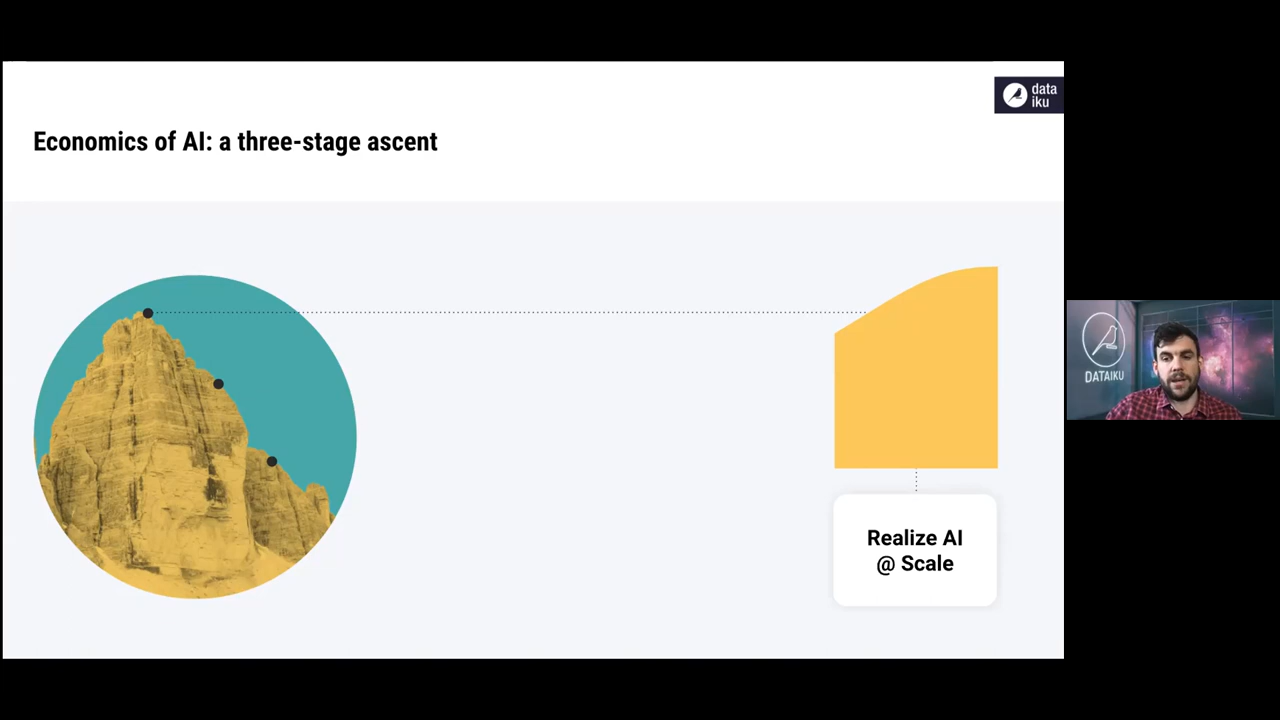 data
iku
Economics of AI: a three-stage ascent
Realize AI
@ Scale
DATAIKU